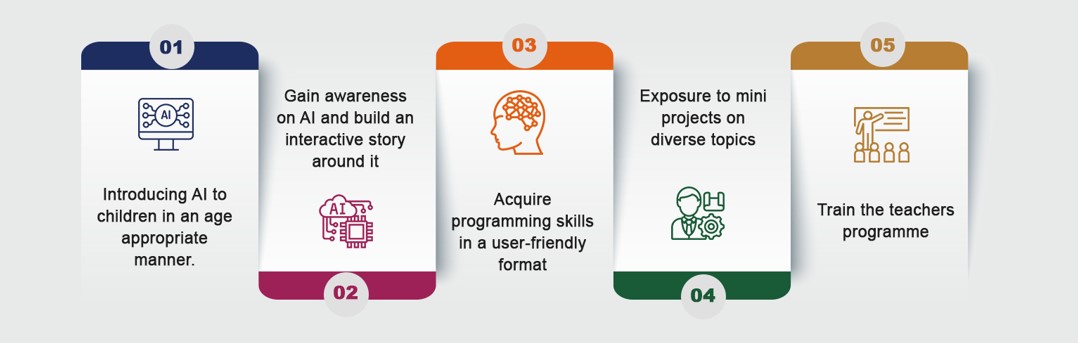 01
AI
Introducing AI to
children in an age
appropriate
manner.
Gain awareness
on AI and build an
interactive story
around it
AI
02
03
Acquire
programming skills
in a user-friendly
format
Exposure to mini
projects on
diverse topics
04
05
Train the teachers
programme